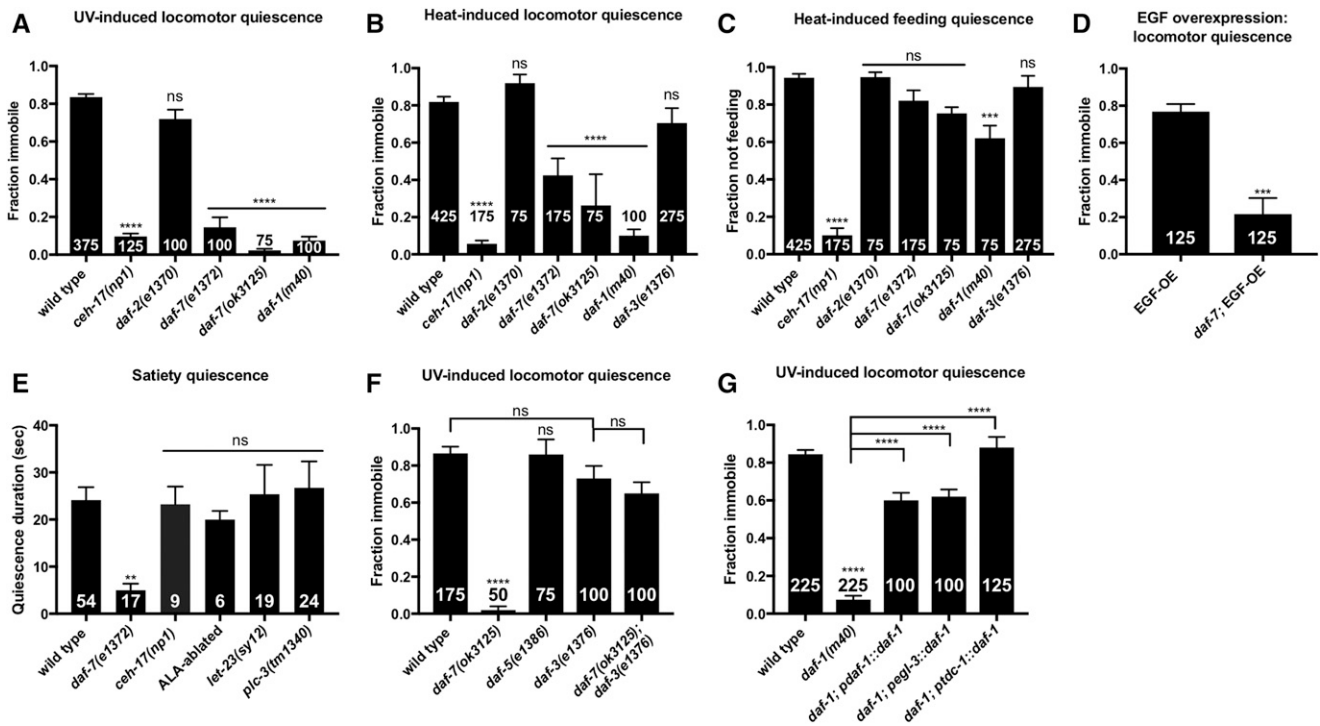 A
UV-induced locomotor quiescence
Fraction immobile
1.0
0.8
0.6
0.4
0.2
0.0
ns
****
****
375
125
100
100
75
100
wild type
ceh-17(np1)
daf-2(e1370)
daf-7(e1372)
daf-7(ok3125)
daf-1(m40)
B
Heat-induced locomotor quiescence
Fraction immobile
1.0
0.8
0.6
0.4
0.2
0.0
ns
****
****
ns
425
175
75
175
75
100
275
wild type
ceh-17(np1)
daf-2(e1370)
daf-7(e1372)
daf-7(ok3125)
daf-1(m40)
daf-3(e1376)
C
Heat-induced feeding quiescence
Fraction not feeding
1.0
0.8
0.6
0.4
0.2
0.0
ns
ns
***
****
425
175
75
175
75
75
275
wild type
ceh-17(np1)
daf-2(e1370)
daf-7(e1372)
daf-7(ok3125)
daf-1(m40)
daf-3(e1376)
D
EGF overexpression:
locomotor quiescence
Fraction immobile
1.0
0.8
0.6
0.4
0.2
0.0
***
125
125
EGF-OE
daf-7; EGF-OE
E
Satiety quiescence
Quiescence duration (sec)
40
30
20
10
0
ns
**
54
17
9
6
19
24
wild type
daf-7(e1372)
ceh-17(np1)
ALA-ablated
let-23(sy12)
plc-3(tm1340)
F
UV-induced locomotor quiescence
Fraction immobile
1.0
0.8
0.6
0.4
0.2
0.0
ns
ns
ns
****
175
50
75
100
100
wild type
daf-7(ok3125)
daf-5(e1386)
daf-3(e1376)
daf-7(ok3125);
daf-3(e1376)
G
UV-induced locomotor quiescence
Fraction immobile
1.0
0.8
0.6
0.4
0.2
0.0
****
****
****
****
225
225
100
100
125
wild type
daf-1(m40)
daf-1; pdaf-1::daf-1
daf-1; pegl-3::daf-1
daf-1; ptdc-1::daf-1